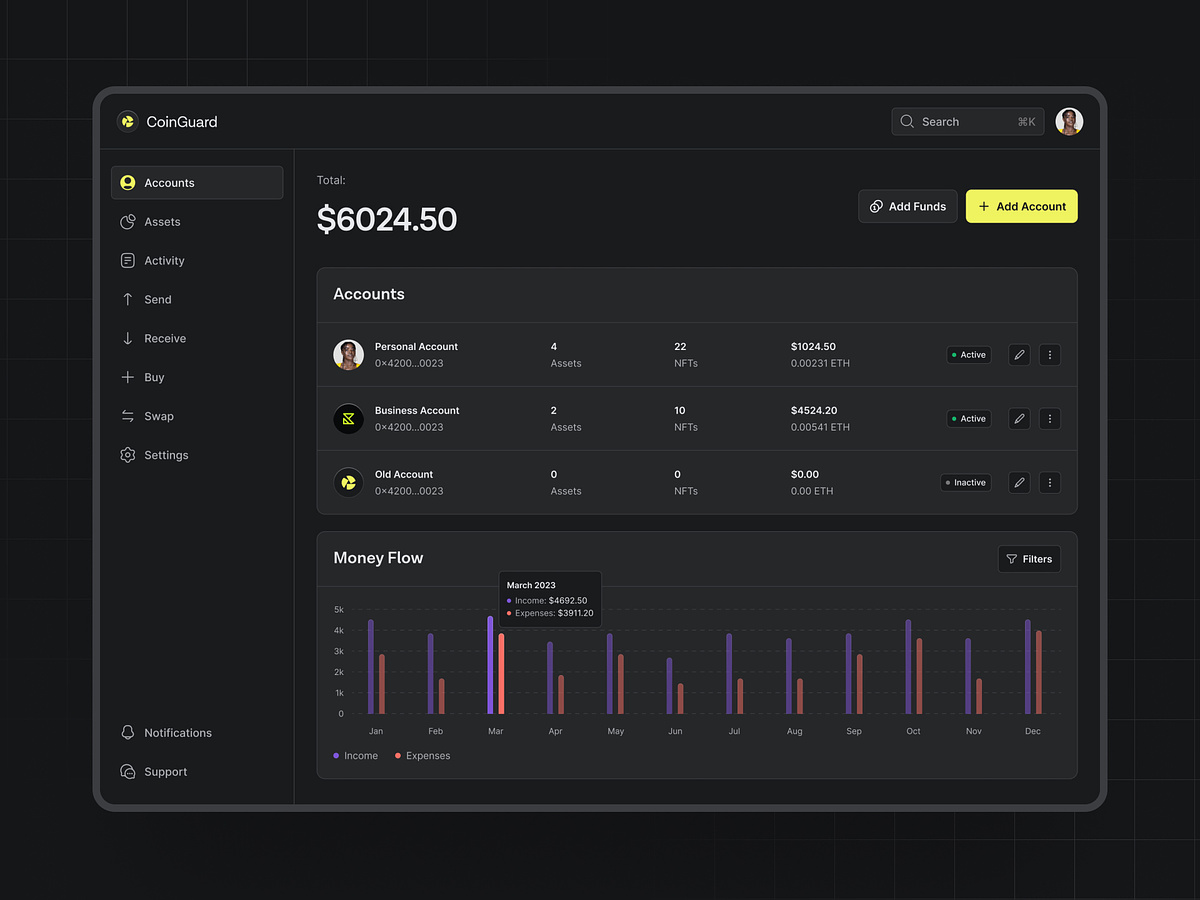 CoinGuard
Search ⌘K
Accounts
Assets
Activity
Send
Receive
Buy
Swap
Settings
Notifications
Support
Total:
$6024.50
Add Funds
Add Account
Accounts
Personal Account 4 22 $1024.50
0×4200...0023 Assets NFTs 0.00231 ETH
Active
Business Account 2 10 $4524.20
0×4200...0023 Assets NFTs 0.00541 ETH
Active
Old Account 0 0 $0.00
0×4200...0023 Assets NFTs 0.00 ETH
Inactive
Money Flow
Filters
March 2023
Income: $4692.50
Expenses: $3911.20
5k
4k
3k
2k
1k
0
Jan Feb Mar Apr May Jun Jul Aug Sep Oct Nov Dec
Income Expenses